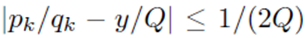 |p_k/q_k − y/Q| ≤ 1/(2Q)